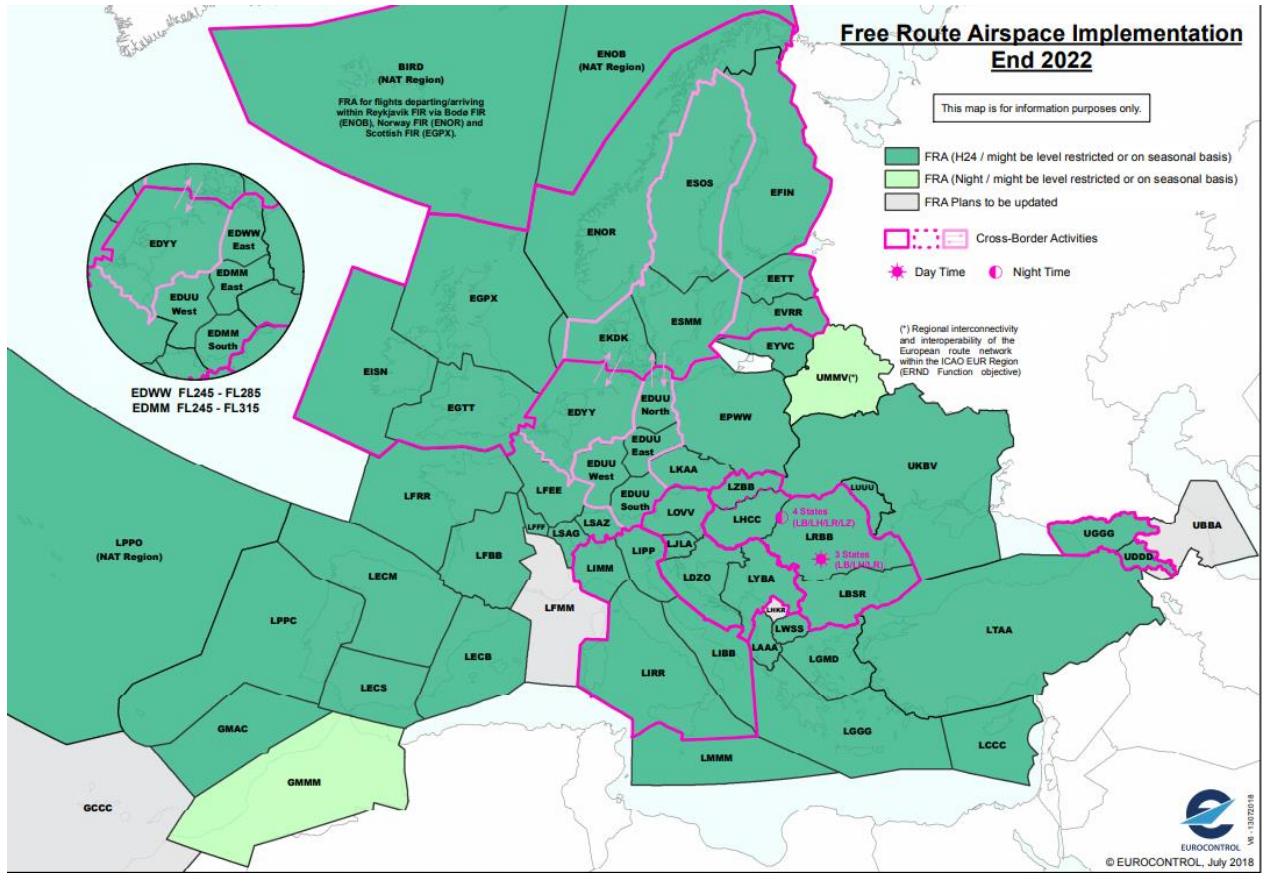 Free Route Airspace Implementation
End 2022
This map is for information purposes only.
FRA (H24 / might be level restricted or on seasonal basis)
FRA (Night / might be level restricted or on seasonal basis)
FRA Plans to be updated
Cross-Border Activities
Day Time
Night Time
(*) Regional interconnectivity
and interoperability of the
European route network
within the ICAO EUR Region
(ERND Function objective)
BIRD
(NAT Region)
FRA for flights departing/arriving
within Reykjavik FIR via Bodø FIR
(ENOB), Norway FIR (ENOR) and
Scottish FIR (EGPX).
ENOB
(NAT Region)
EDYY
EDWW
East
EDMM
East
EDUU
West
EDMM
South
EDWW FL245 - FL285
EDMM FL245 - FL315
ESOS
EFIN
ENOR
EGPX
EETT
EVRR
ESMM
EKDK
EYVC
UMMV(*)
EISN
EGTT
EDYY
EDUU
North
EPWW
EDUU
East
EDUU
West
LKAA
UKBV
LFRR
LFEE
EDUU
South
LZBB
LUUU
LOVV
LHCC
4 States
(LB/LH/LR/LZ)
LFFF
LSAZ
LSAG
LRBB
UBBA
UGGG
UDDD
LPPO
(NAT Region)
LFBB
LIPP
LJLA
3 States
(LB/LH/LR)
LECM
LIMM
LDZO
LYBA
LBSR
LFMM
LHKR
LPPC
LWSS
LTAA
LECB
LIBB
LAAA
LGMD
LIRR
LECS
GMAC
LGGG
LCCC
LMMM
GMMM
GCCC
EUROCONTROL
V6 - 13072018
© EUROCONTROL, July 2018